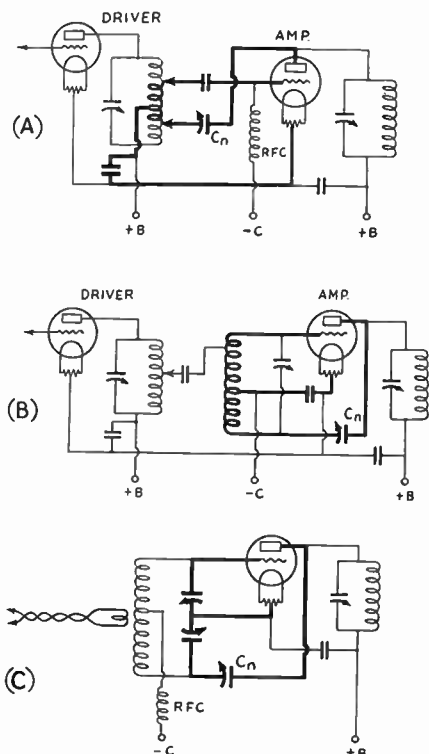 DRIVER
AMP.
(A)
Cn
RFC
+B
-C
+B
DRIVER
AMP.
(B)
Cn
+B
-C
+B
(C)
Cn
RFC
-C
+B